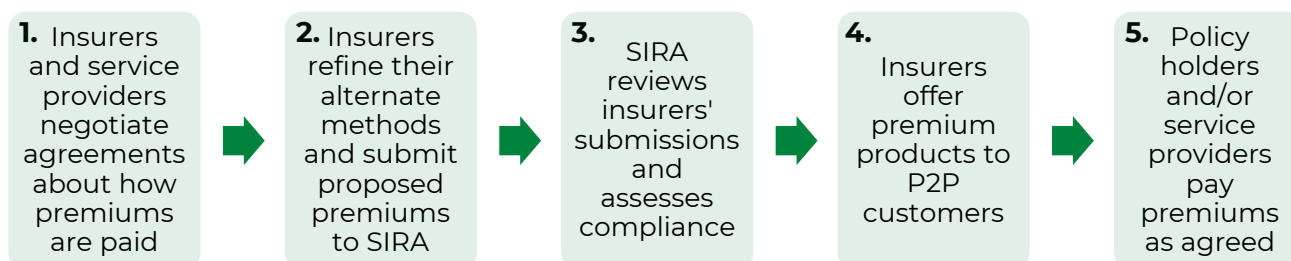 1. Insurers
and service
providers
negotiate
agreements
about how
premiums
are paid
2. Insurers
refine their
alternate
methods
and submit
proposed
premiums
to SIRA
3.
SIRA
reviews
insurers'
submissions
and
assesses
compliance
4.
Insurers
offer
premium
products to
P2P
customers
5. Policy
holders
and/or
service
providers
pay
premiums
as agreed